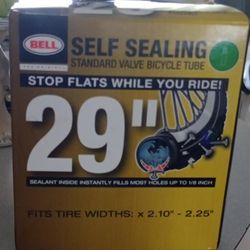 BELL
SELF SEALING
STANDARD VALVE BICYCLE TUBE
STOP FLATS WHILE YOU RIDE!
29"
SEALANT INSIDE INSTANTLY FILLS MOST HOLES UP TO 1/8 INCH
FITS TIRE WIDTHS: x 2.10" - 2.25"